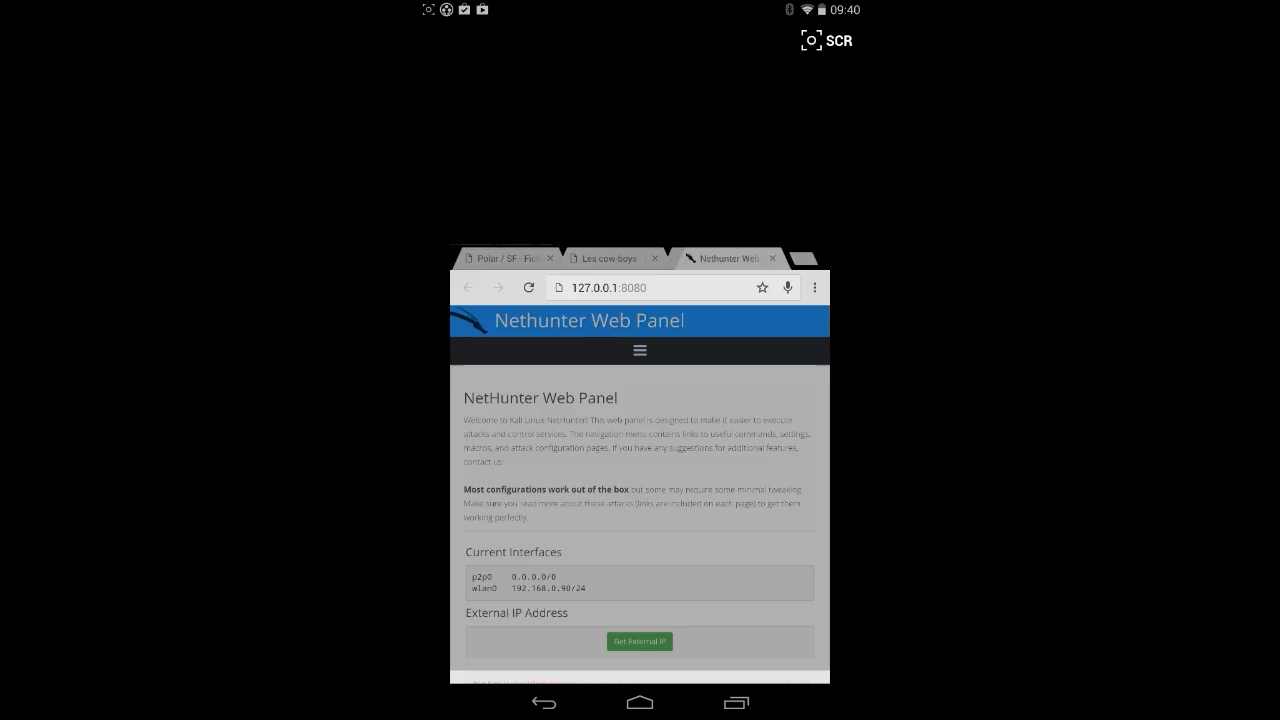 09:40
SCR
Polar / SF - Fict
Les cow-boys
Nethunter Web
127.0.0.1:8080
Nethunter Web Panel
NetHunter Web Panel
Welcome to Kali Linux NetHunter! This web panel is designed to make it easier to execute
attacks and control services. The navigation menu contains links to useful commands, settings,
macros, and attack configuration pages. If you have any suggestions for additional features,
contact us
Most configurations work out of the box but some may require some minimal tweaking.
Make sure you read more about these attacks (links are included on each page) to get them
working perfectly.
Current Interfaces
p2p0 0.0.0.0/0
wlan0 192.168.0.90/24
External IP Address
Get External IP